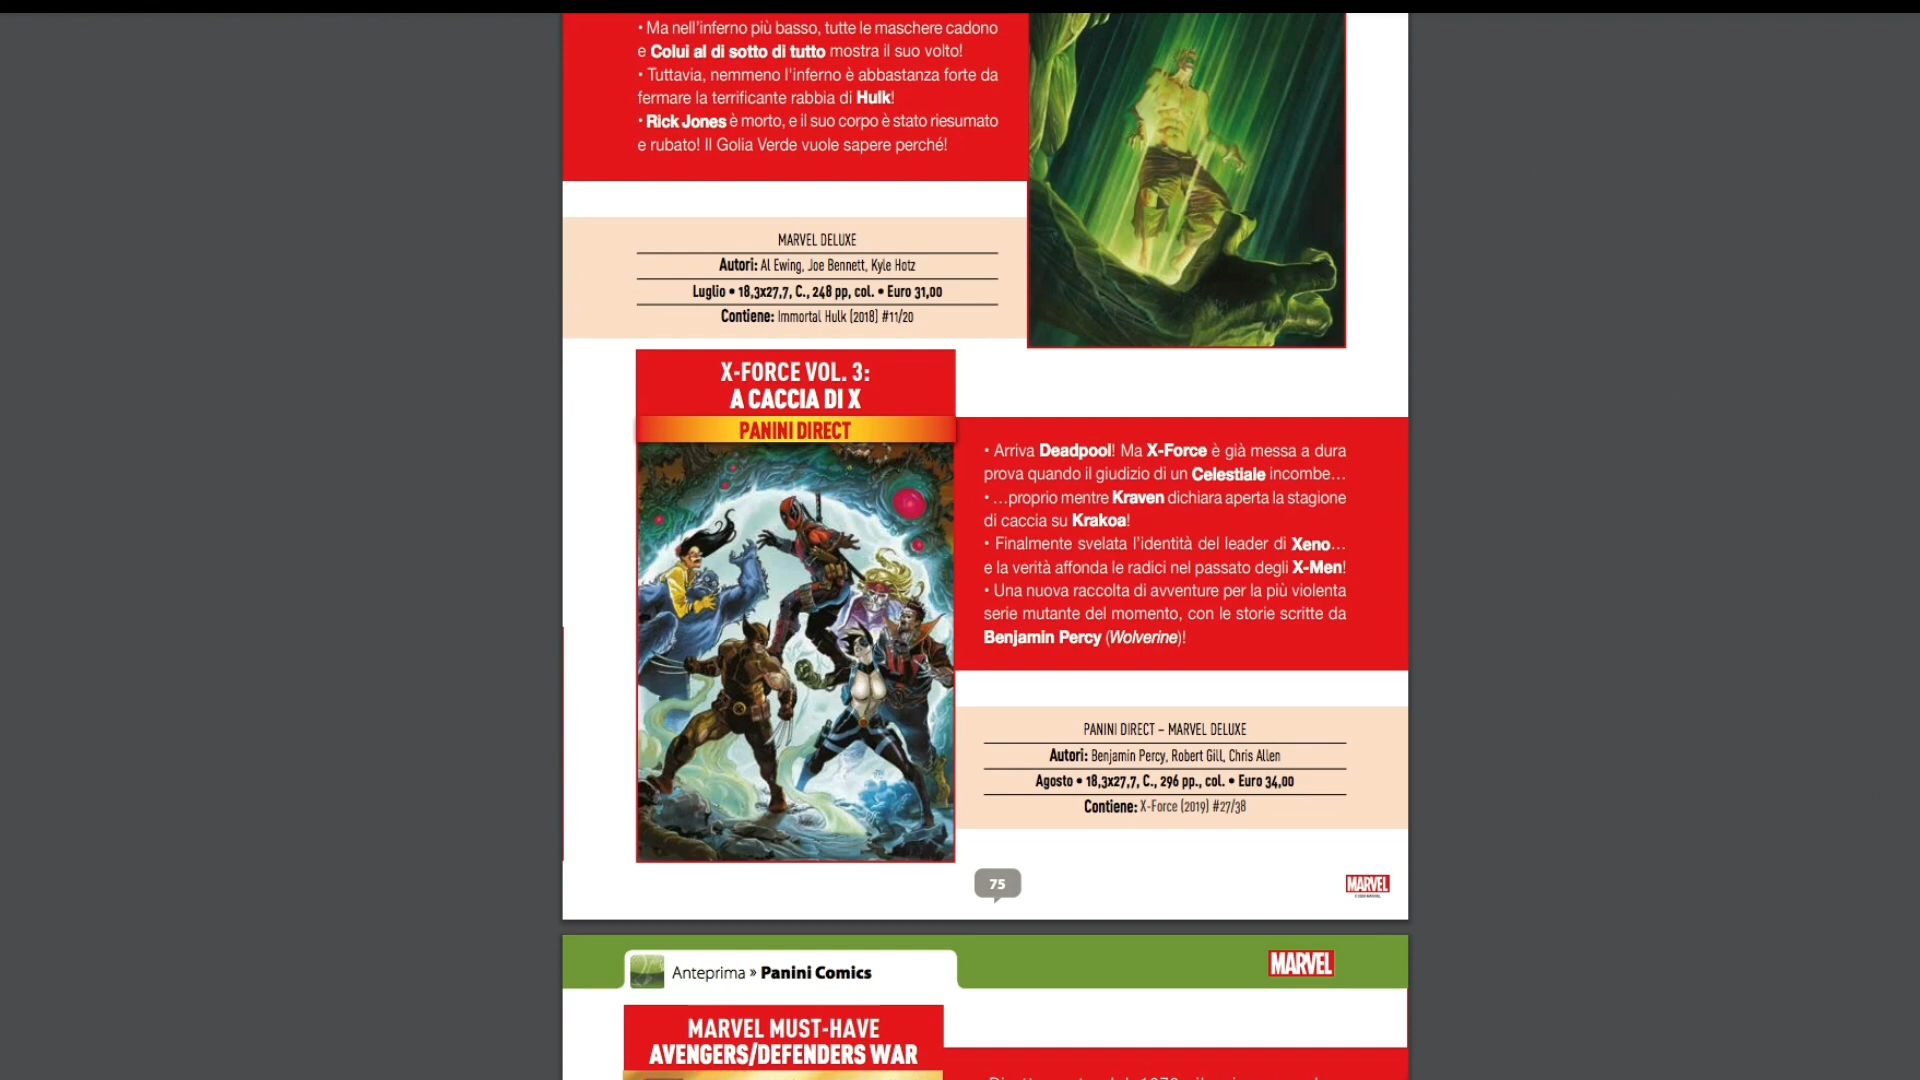 • Ma nell'inferno più basso, tutte le maschere cadono
e Colui al di sotto di tutto mostra il suo volto!
• Tuttavia, nemmeno l'inferno è abbastanza forte da
fermare la terrificante rabbia di Hulk!
• Rick Jones è morto, e il suo corpo è stato riesumato
e rubato! Il Golia Verde vuole sapere perché!
MARVEL DELUXE
Autori: Al Ewing, Joe Bennett, Kyle Hotz
Luglio • 18,3x27,7, C., 248 pp, col. • Euro 31,00
Contiene: Immortal Hulk (2018) #11/20
X-FORCE VOL. 3:
A CACCIA DI X
PANINI DIRECT
• Arriva Deadpool! Ma X-Force è già messa a dura
prova quando il giudizio di un Celestiale incombe...
• ...proprio mentre Kraven dichiara aperta la stagione
di caccia su Krakoa!
• Finalmente svelata l'identità del leader di Xeno...
e la verità affonda le radici nel passato degli X-Men!
• Una nuova raccolta di avventure per la più violenta
serie mutante del momento, con le storie scritte da
Benjamin Percy (Wolverine)!
PANINI DIRECT – MARVEL DELUXE
Autori: Benjamin Percy, Robert Gill, Chris Allen
Agosto • 18,3x27,7, C., 296 pp., col. • Euro 34,00
Contiene: X-Force (2019) #27/38
75
MARVEL
Anteprima » Panini Comics
MARVEL
MARVEL MUST-HAVE
AVENGERS/DEFENDERS WAR